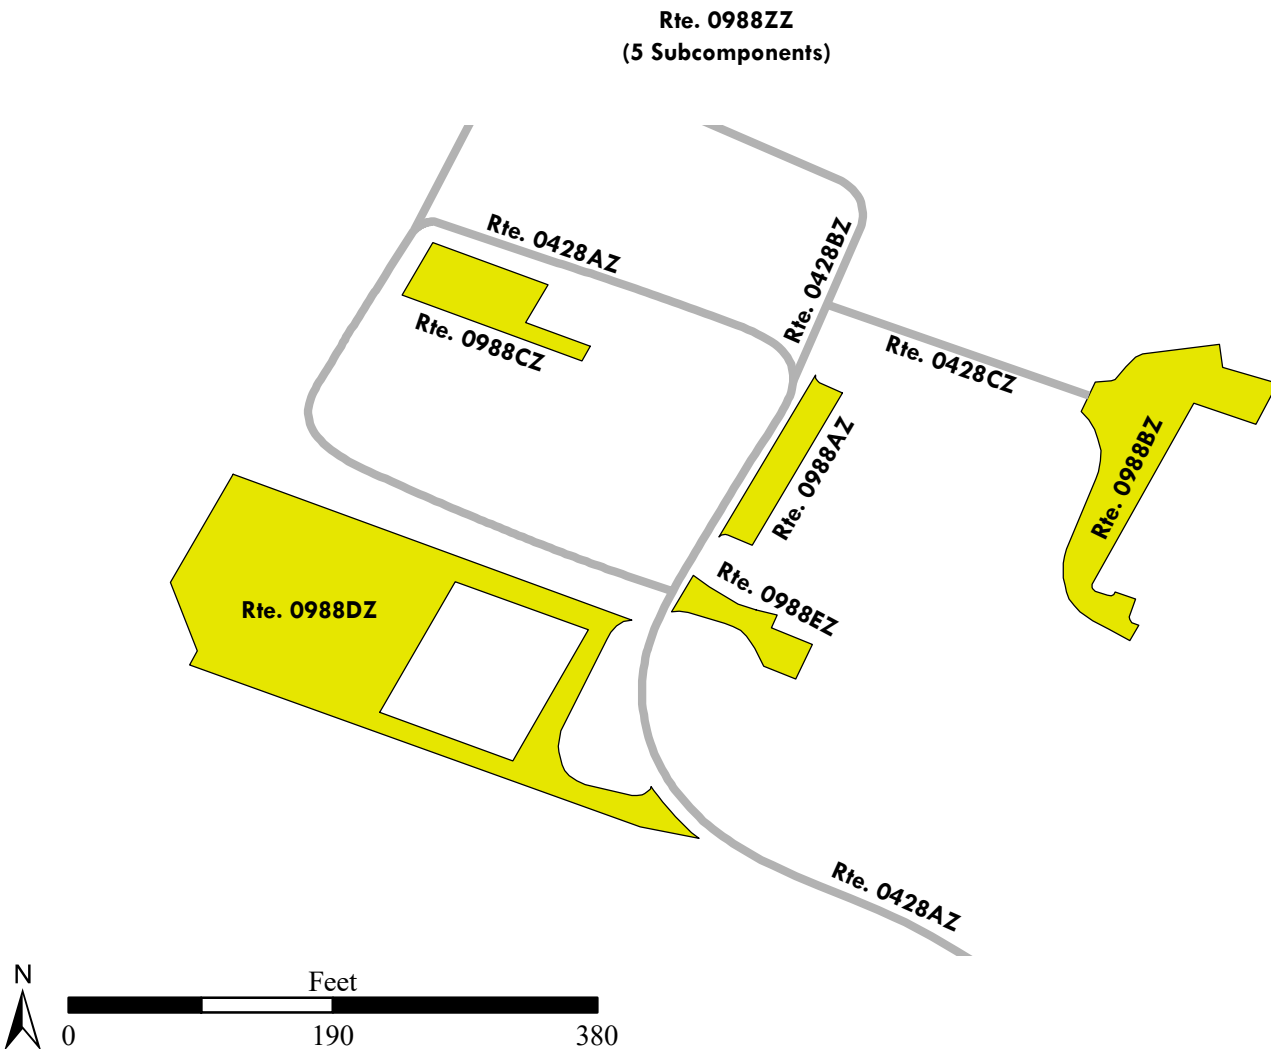 Rte. 0988ZZ
(5 Subcomponents)
Rte. 0428AZ
Rte. 0428BZ
Rte. 0988CZ
Rte. 0428CZ
Rte. 0988AZ
Rte. 0988BZ
Rte. 0988EZ
Rte. 0988DZ
Rte. 0428AZ
N
Feet
0 190 380